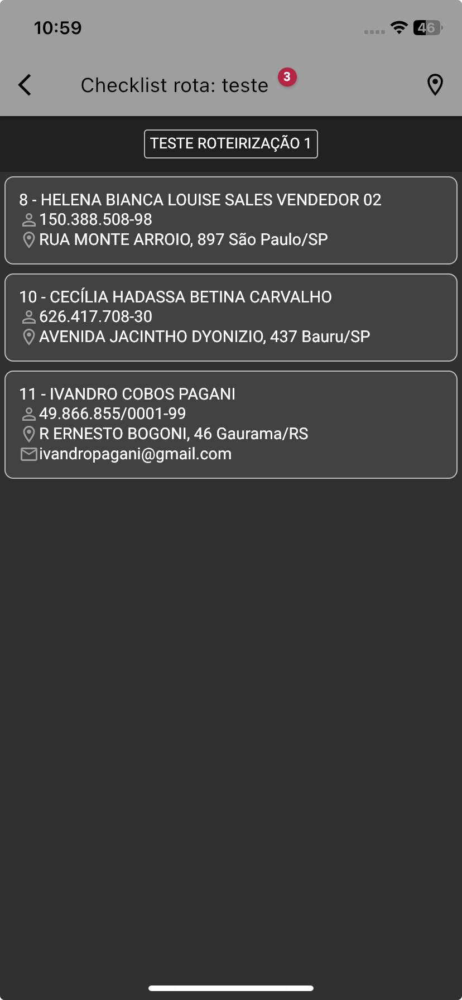 10:59
46
Checklist rota: teste
3
TESTE ROTEIRIZAÇÃO 1
8 - HELENA BIANCA LOUISE SALES VENDEDOR 02
150.388.508-98
RUA MONTE ARROIO, 897 São Paulo/SP
10 - CECÍLIA HADASSA BETINA CARVALHO
626.417.708-30
AVENIDA JACINTHO DYONIZIO, 437 Bauru/SP
11 - IVANDRO COBOS PAGANI
49.866.855/0001-99
R ERNESTO BOGONI, 46 Gaurama/RS
ivandropagani@gmail.com